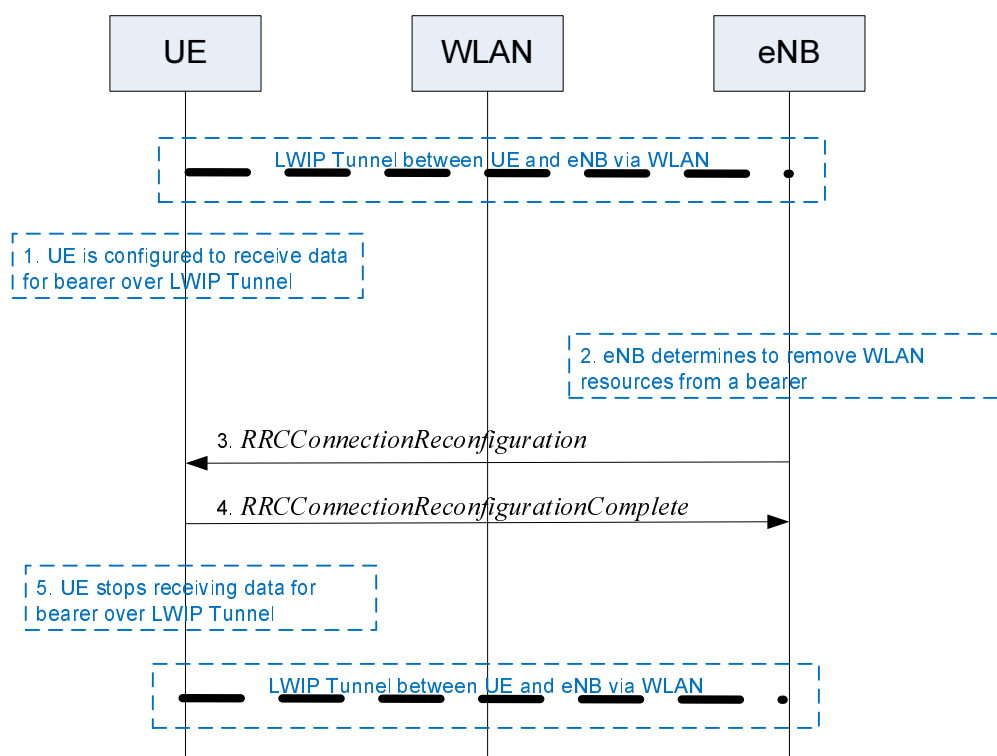 UE
WLAN
eNB
LWIP Tunnel between UE and eNB via WLAN
1. UE is configured to receive data
for bearer over LWIP Tunnel
2. eNB determines to remove WLAN
resources from a bearer
3. RRCConnectionReconfiguration
4. RRCConnectionReconfigurationComplete
5. UE stops receiving data for
bearer over LWIP Tunnel
LWIP Tunnel between UE and eNB via WLAN